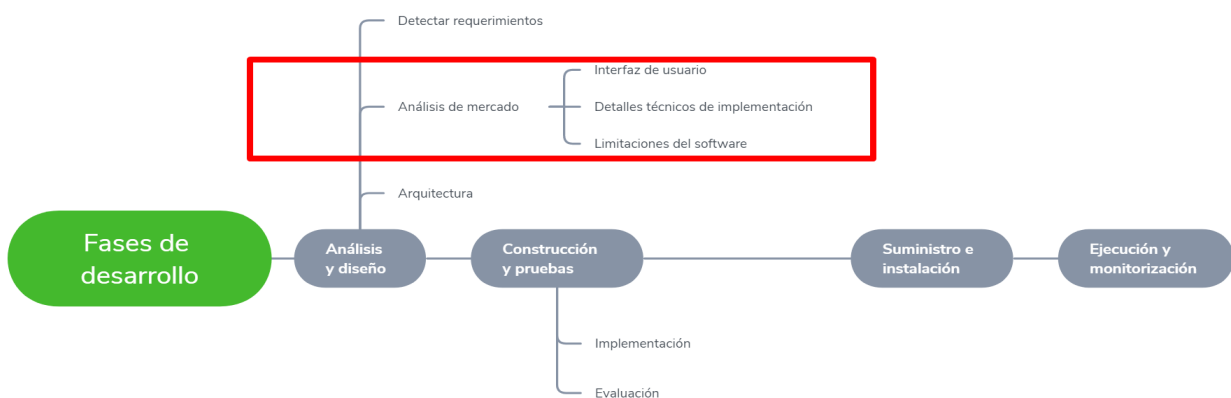 Detectar requerimientos
Interfaz de usuario
Análisis de mercado
Detalles técnicos de implementación
Limitaciones del software
Arquitectura
Fases de
desarrollo
Análisis
y diseño
Construcción
y pruebas
Suministro e
instalación
Ejecución y
monitorización
Implementación
Evaluación